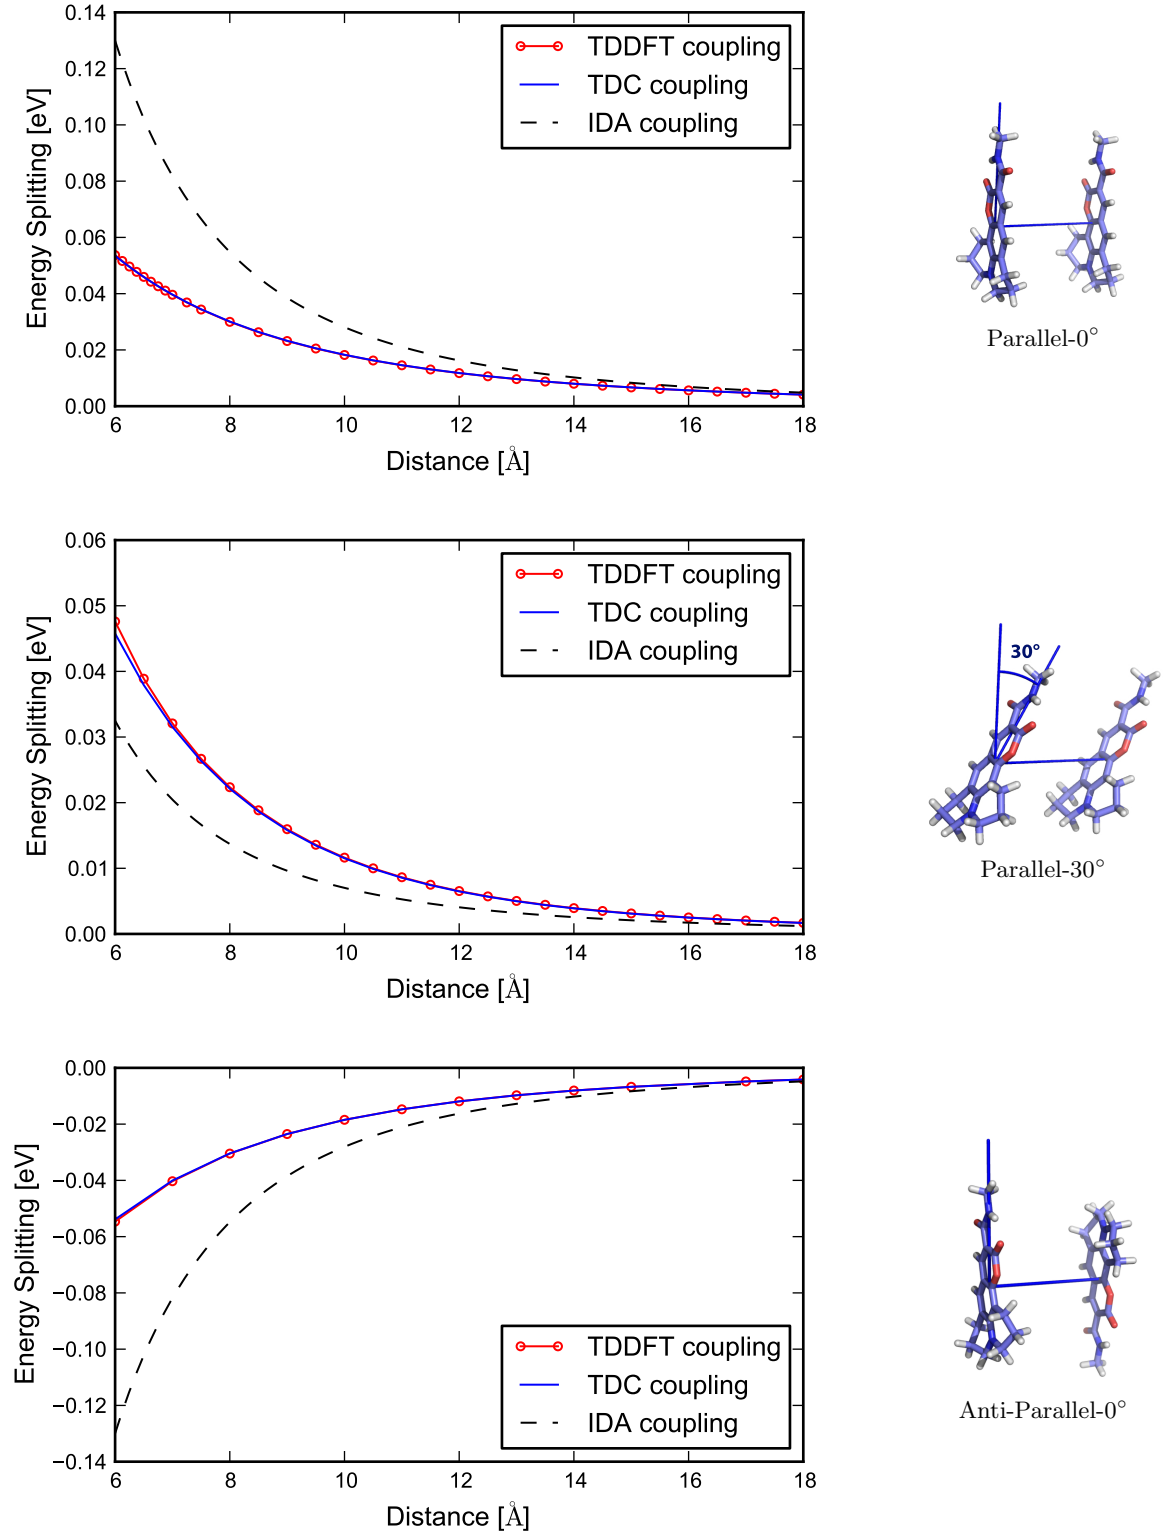 0.14
0.12
0.10
0.08
0.06
0.04
0.02
0.00
Energy Splitting [eV]
TDDFT coupling
TDC coupling
IDA coupling
6 8 10 12 14 16 18
Distance [Å]
Parallel-0°
0.06
0.05
0.04
0.03
0.02
0.01
0.00
Energy Splitting [eV]
TDDFT coupling
TDC coupling
IDA coupling
6 8 10 12 14 16 18
Distance [Å]
30°
Parallel-30°
0.00
−0.02
−0.04
−0.06
−0.08
−0.10
−0.12
−0.14
Energy Splitting [eV]
TDDFT coupling
TDC coupling
IDA coupling
6 8 10 12 14 16 18
Distance [Å]
Anti-Parallel-0°